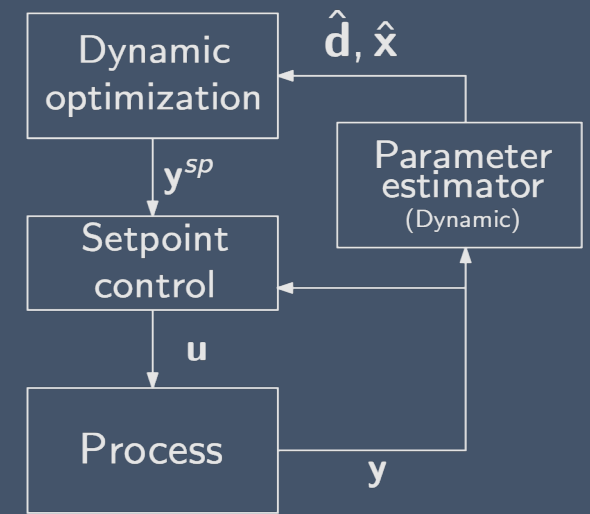 Dynamic
optimization
d̂, x̂
Parameter
estimator
(Dynamic)
y^sp
Setpoint
control
u
Process
y